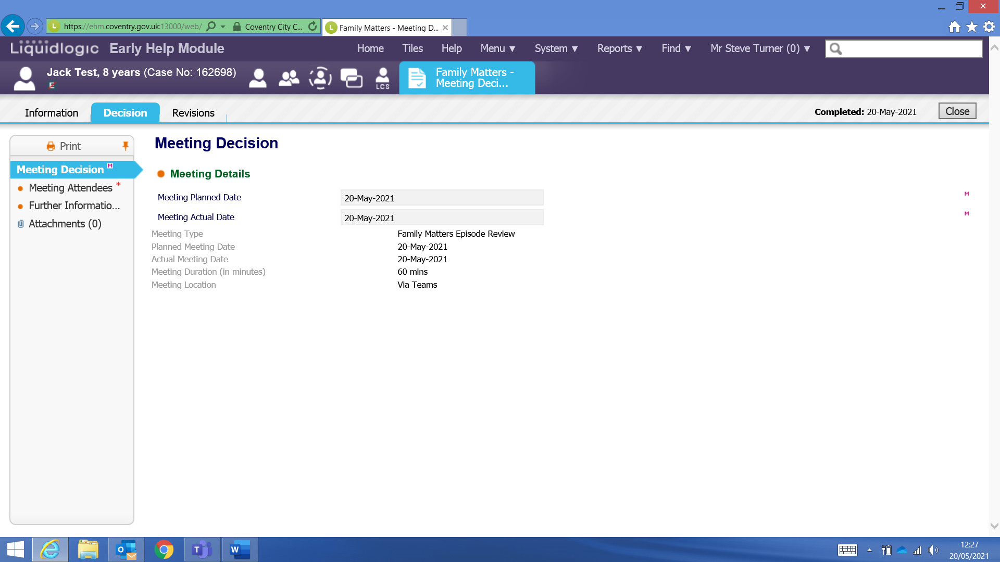 https://ehm.coventry.gov.uk:13000/web/
Coventry City C...
Family Matters - Meeting D...
Liquidlogic Early Help Module
Home Tiles Help Menu ▼ System ▼ Reports ▼ Find ▼ Mr Steve Turner (0) ▼
Jack Test, 8 years (Case No: 162698)
LCS
Family Matters -
Meeting Deci...
Information Decision Revisions
Completed: 20-May-2021
Close
Print
Meeting Decision M
Meeting Attendees *
Further Informatio...
Attachments (0)
Meeting Decision
Meeting Details
Meeting Planned Date 20-May-2021 M
Meeting Actual Date 20-May-2021 M
Meeting Type Family Matters Episode Review
Planned Meeting Date 20-May-2021
Actual Meeting Date 20-May-2021
Meeting Duration (in minutes) 60 mins
Meeting Location Via Teams
12:27
20/05/2021